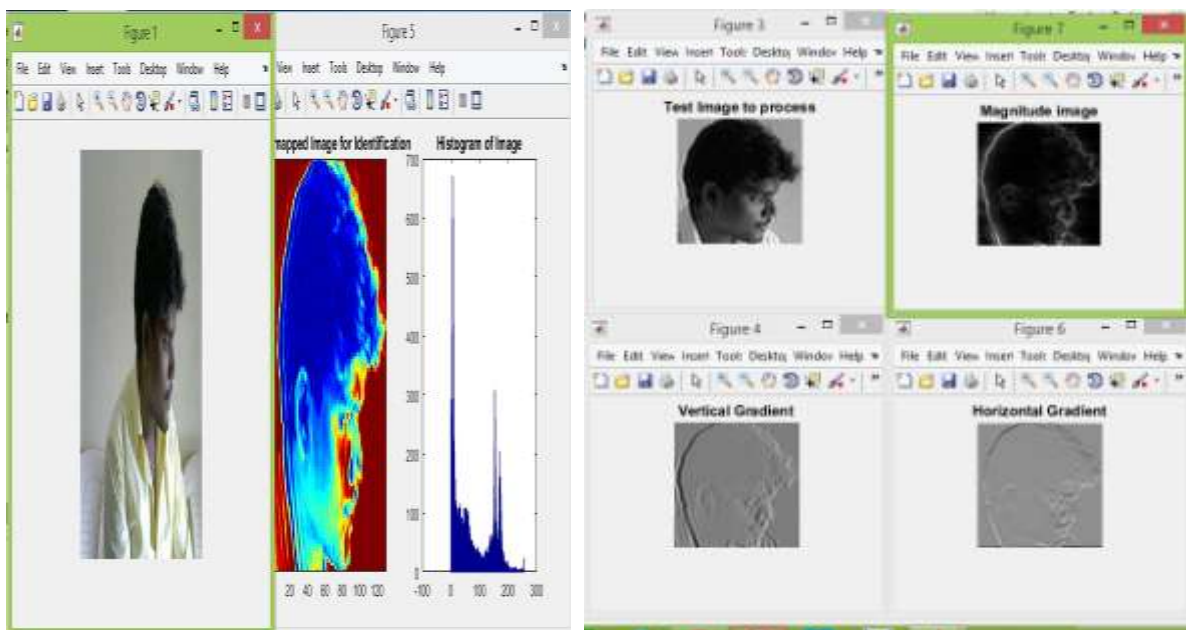 Figure 1
File Edit View Insert Tools Desktop Window Help
Figure 5
View Insert Tools Desktop Window Help
mapped Image for Identification
Histogram of Image
700
600
500
400
300
200
100
0
20 40 60 80 100 120
-100 0 100 200 300
Figure 3
File Edit View Insert Tools Desktop Window Help
Test Image to process
Figure 7
File Edit View Insert Tools Desktop Window Help
Magnitude image
Figure 4
File Edit View Insert Tools Desktop Window Help
Vertical Gradient
Figure 6
File Edit View Insert Tools Desktop Window Help
Horizontal Gradient